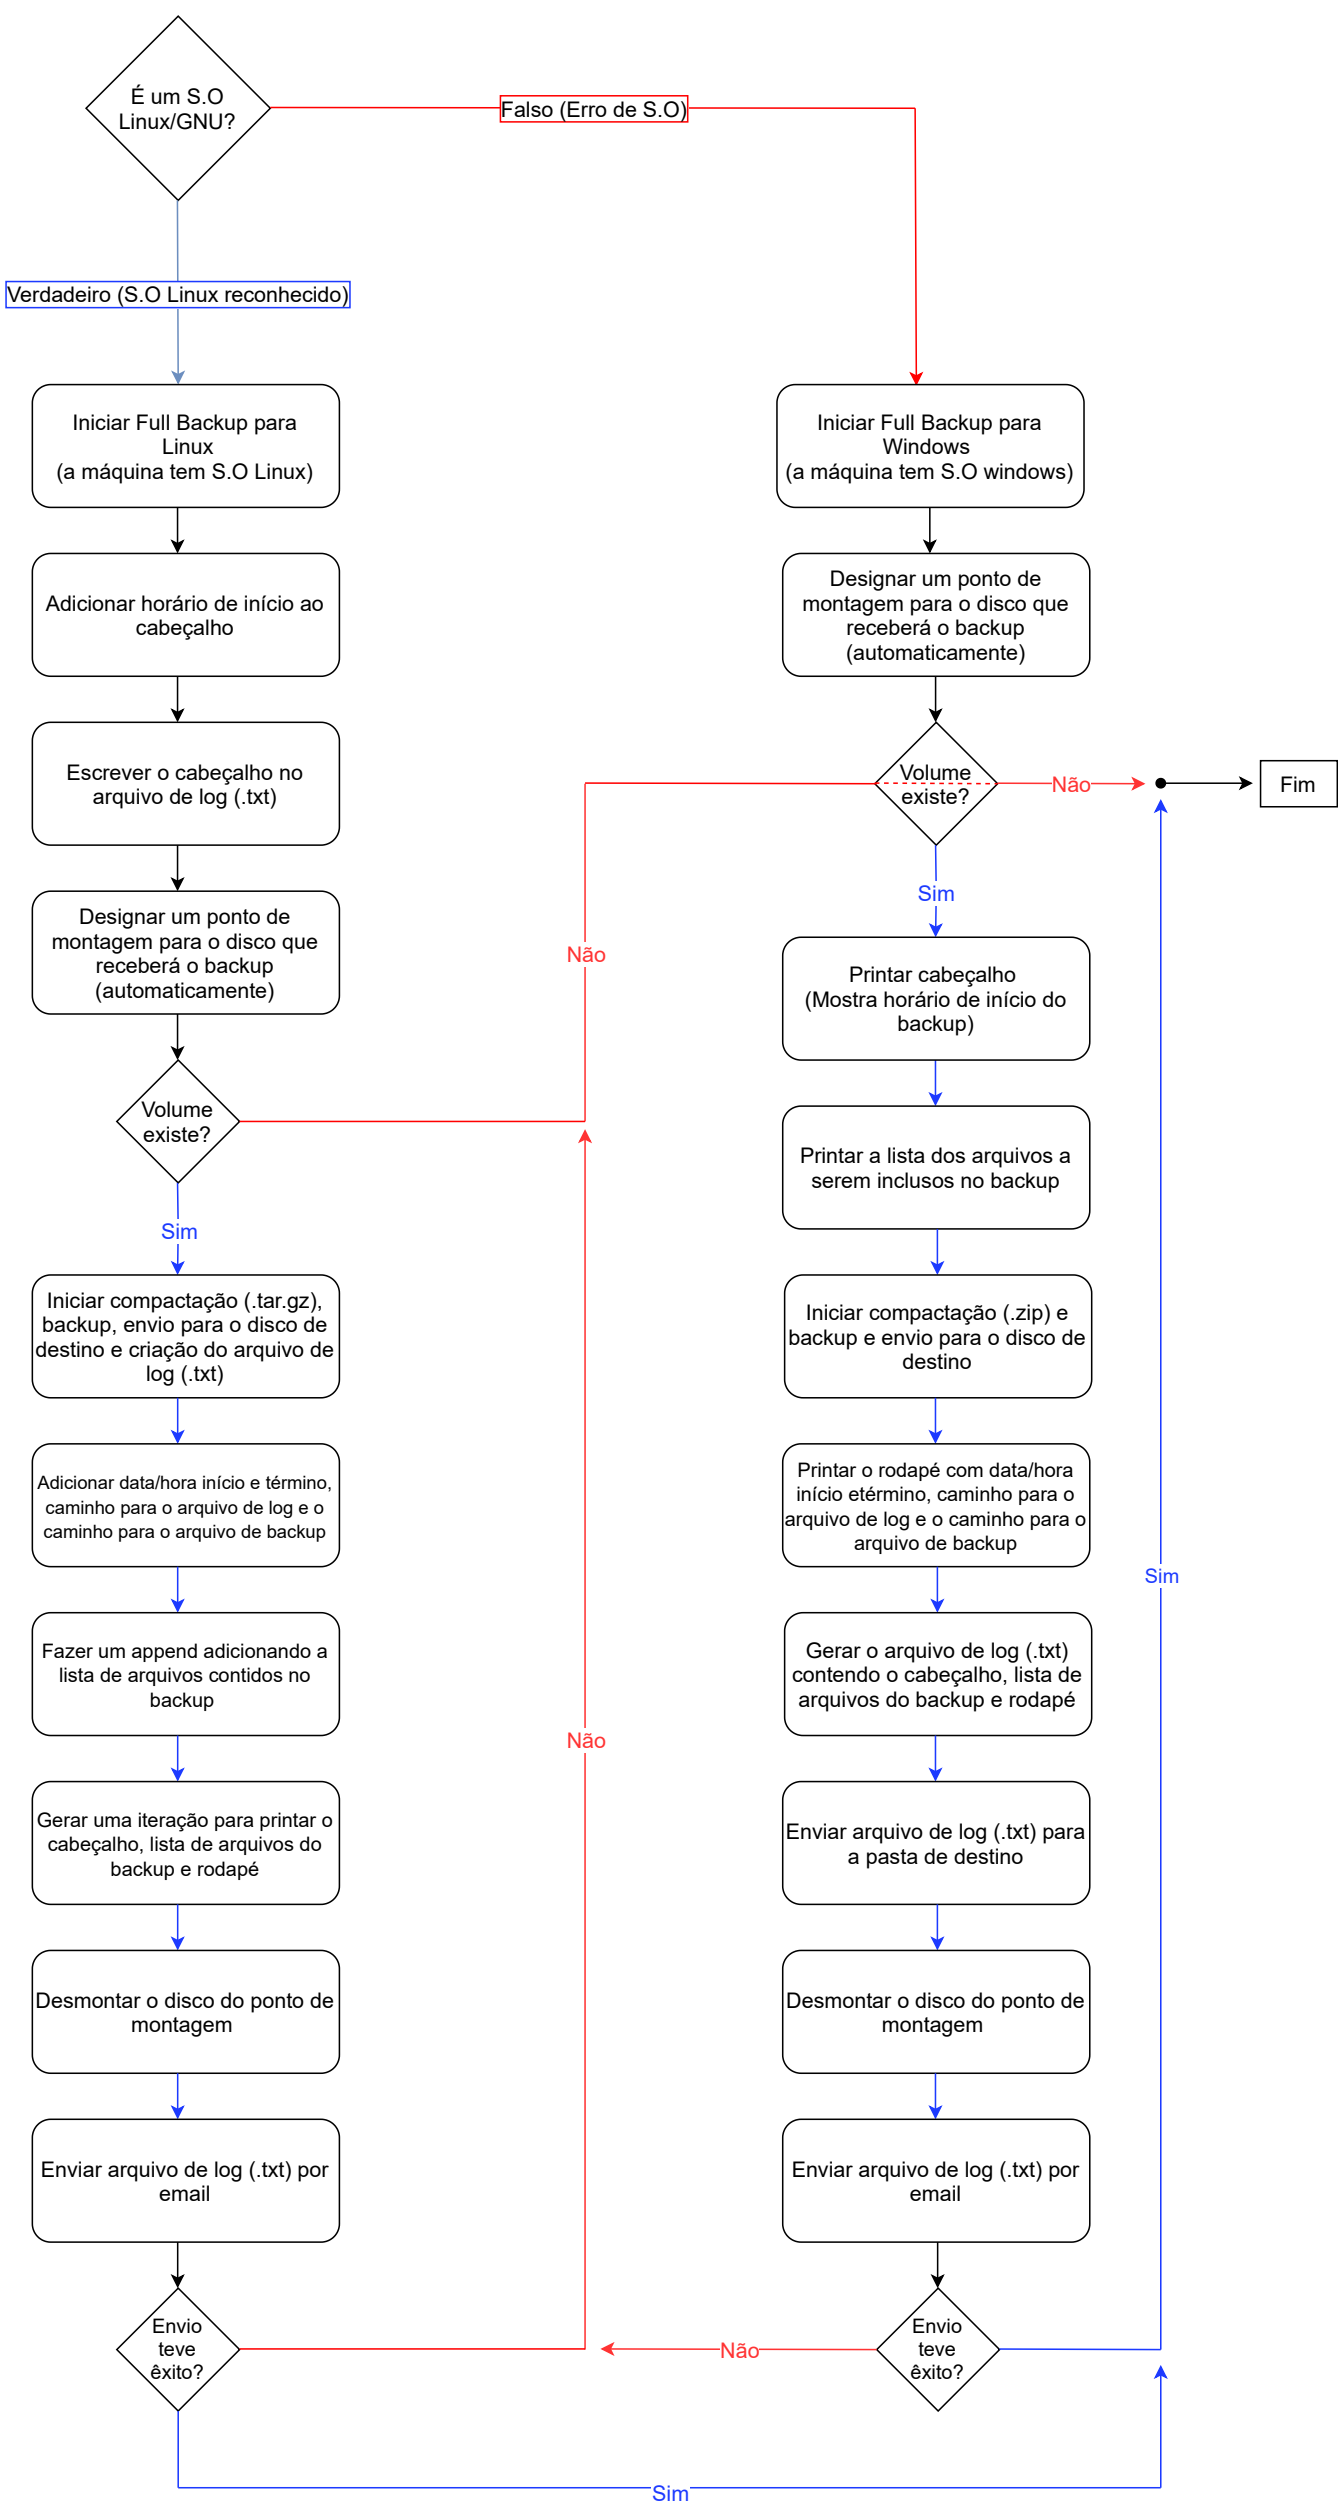 É um S.O
Linux/GNU?
Falso (Erro de S.O)
Verdadeiro (S.O Linux reconhecido)
Iniciar Full Backup para
Linux
(a máquina tem S.O Linux)
Adicionar horário de início ao
cabeçalho
Escrever o cabeçalho no
arquivo de log (.txt)
Designar um ponto de
montagem para o disco que
receberá o backup
(automaticamente)
Volume
existe?
Não
Sim
Iniciar compactação (.tar.gz),
backup, envio para o disco de
destino e criação do arquivo de
log (.txt)
Adicionar data/hora início e término,
caminho para o arquivo de log e o
caminho para o arquivo de backup
Fazer um append adicionando a
lista de arquivos contidos no
backup
Gerar uma iteração para printar o
cabeçalho, lista de arquivos do
backup e rodapé
Desmontar o disco do ponto de
montagem
Enviar arquivo de log (.txt) por
email
Envio
teve
êxito?
Não
Sim
Iniciar Full Backup para
Windows
(a máquina tem S.O windows)
Designar um ponto de
montagem para o disco que
receberá o backup
(automaticamente)
Volume
existe?
Não
Fim
Sim
Printar cabeçalho
(Mostra horário de início do
backup)
Printar a lista dos arquivos a
serem inclusos no backup
Iniciar compactação (.zip) e
backup e envio para o disco de
destino
Printar o rodapé com data/hora
início etérmino, caminho para o
arquivo de log e o caminho para o
arquivo de backup
Gerar o arquivo de log (.txt)
contendo o cabeçalho, lista de
arquivos do backup e rodapé
Enviar arquivo de log (.txt) para
a pasta de destino
Desmontar o disco do ponto de
montagem
Enviar arquivo de log (.txt) por
email
Envio
teve
êxito?
Não
Sim